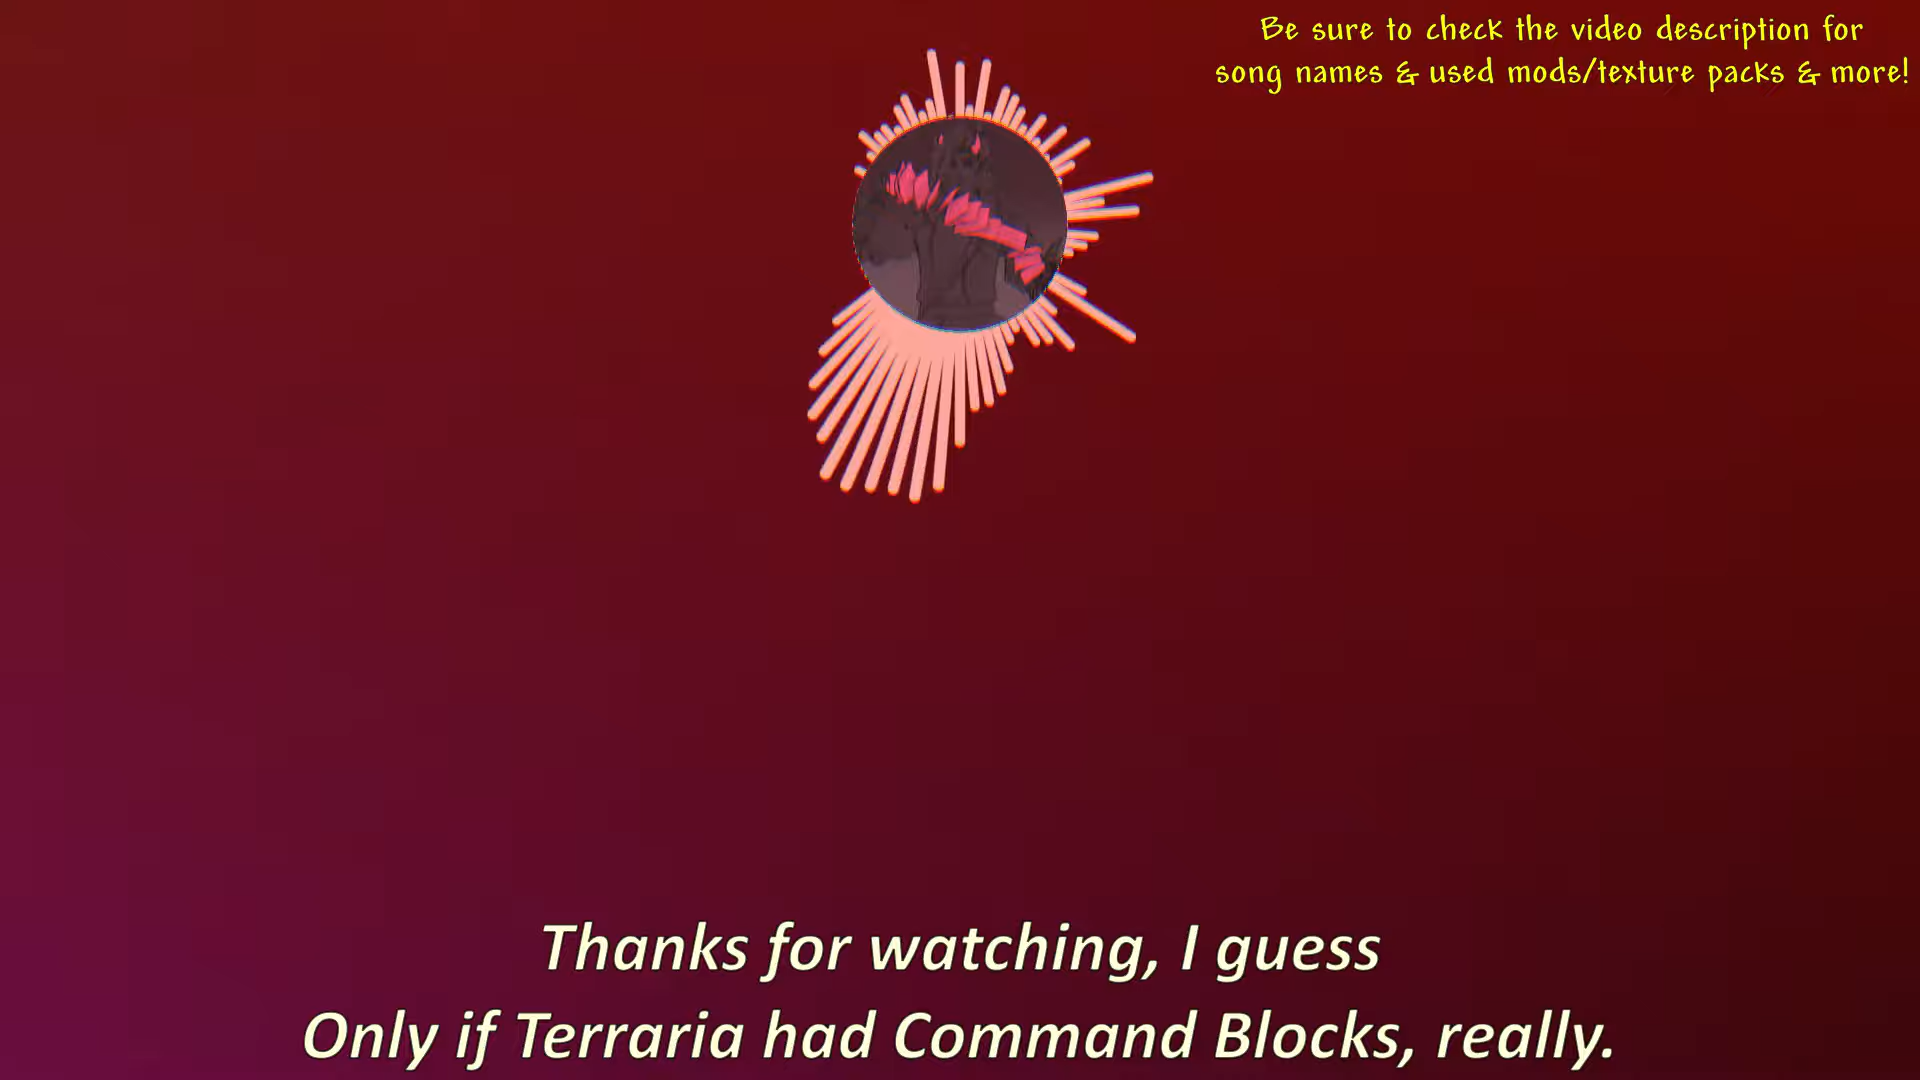 Be sure to check the video description for
song names & used mods/texture packs & more!
Thanks for watching, I guess
Only if Terraria had Command Blocks, really.